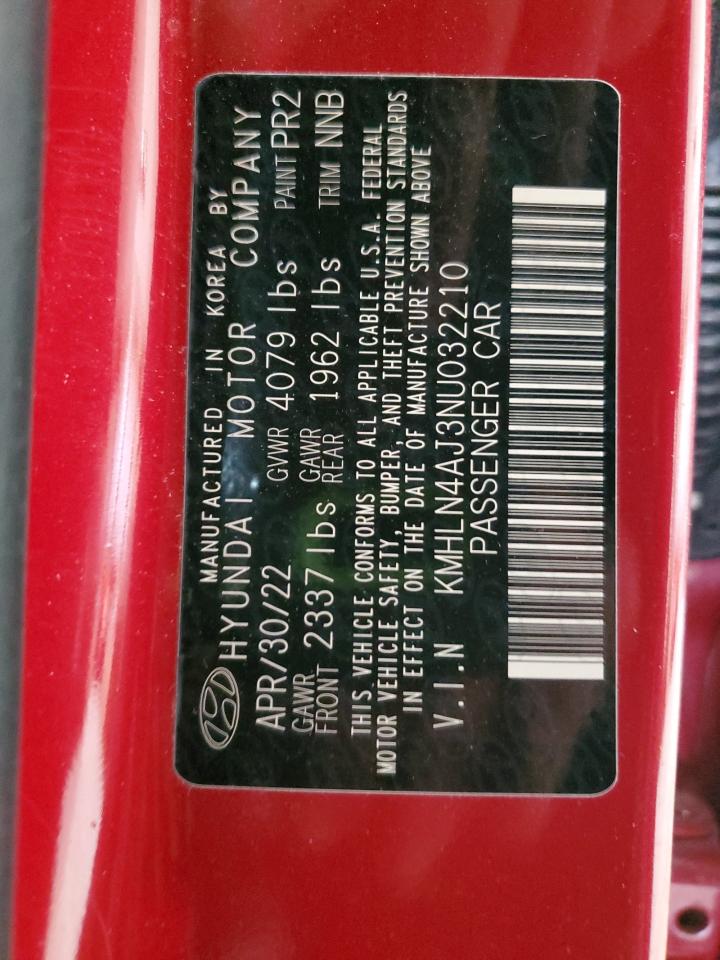 MANUFACTURED IN KOREA BY
HYUNDAI MOTOR COMPANY
APR/30/22 GVWR 4079 lbs PAINT PR2
GAWR FRONT 2337 lbs GAWR REAR 1962 lbs TRIM NNB
THIS VEHICLE CONFORMS TO ALL APPLICABLE U.S.A. FEDERAL
MOTOR VEHICLE SAFETY, BUMPER, AND THEFT PREVENTION STANDARDS
IN EFFECT ON THE DATE OF MANUFACTURE SHOWN ABOVE
V.I.N KMHLN4AJ3NU032210
PASSENGER CAR